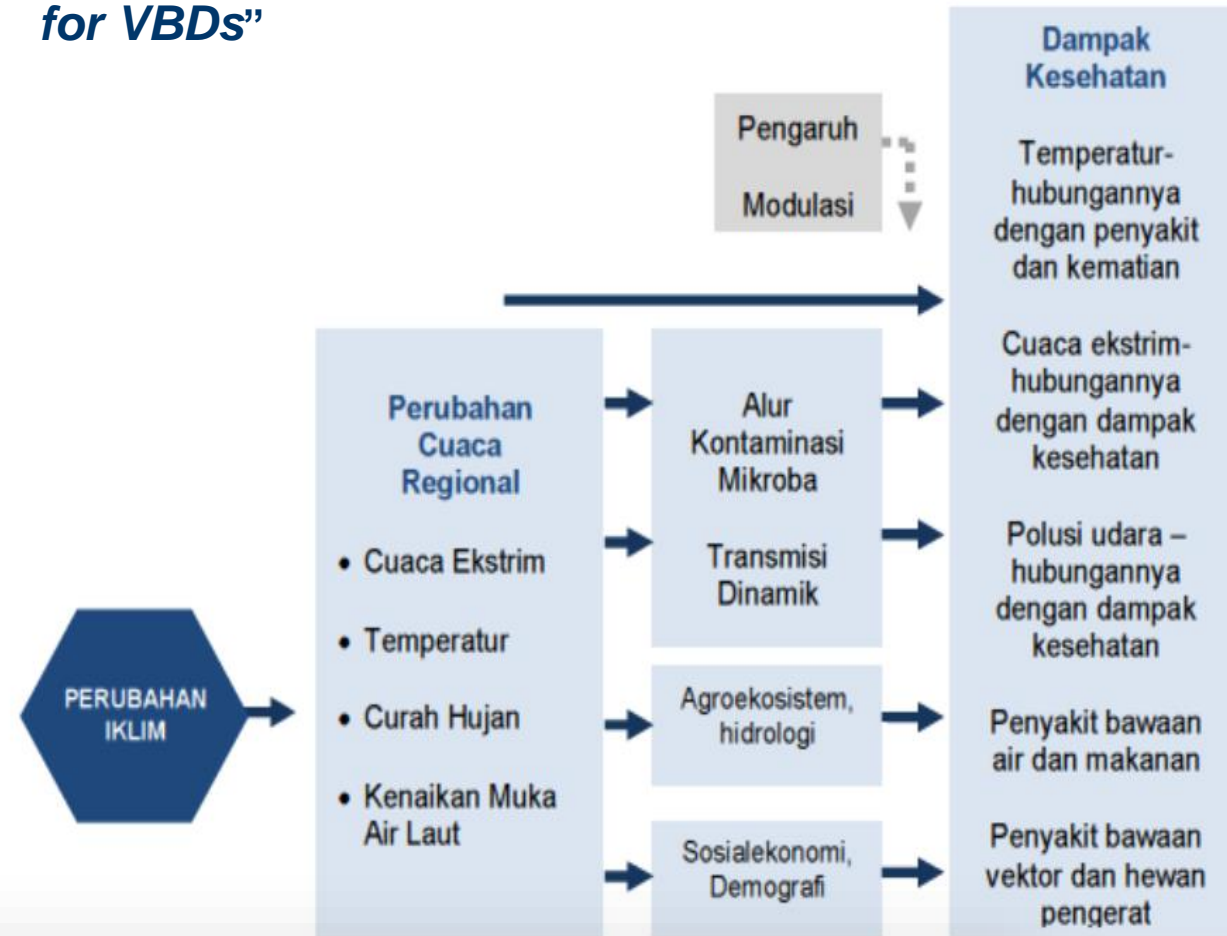 for VBDs”
PERUBAHAN
IKLIM
Perubahan
Cuaca
Regional
• Cuaca Ekstrim
• Temperatur
• Curah Hujan
• Kenaikan Muka
Air Laut
Pengaruh
Modulasi
Alur
Kontaminasi
Mikroba
Transmisi
Dinamik
Agroekosistem,
hidrologi
Sosialekonomi,
Demografi
Dampak
Kesehatan
Temperatur-
hubungannya
dengan penyakit
dan kematian
Cuaca ekstrim-
hubungannya
dengan dampak
kesehatan
Polusi udara –
hubungannya
dengan dampak
kesehatan
Penyakit bawaan
air dan makanan
Penyakit bawaan
vektor dan hewan
pengerat